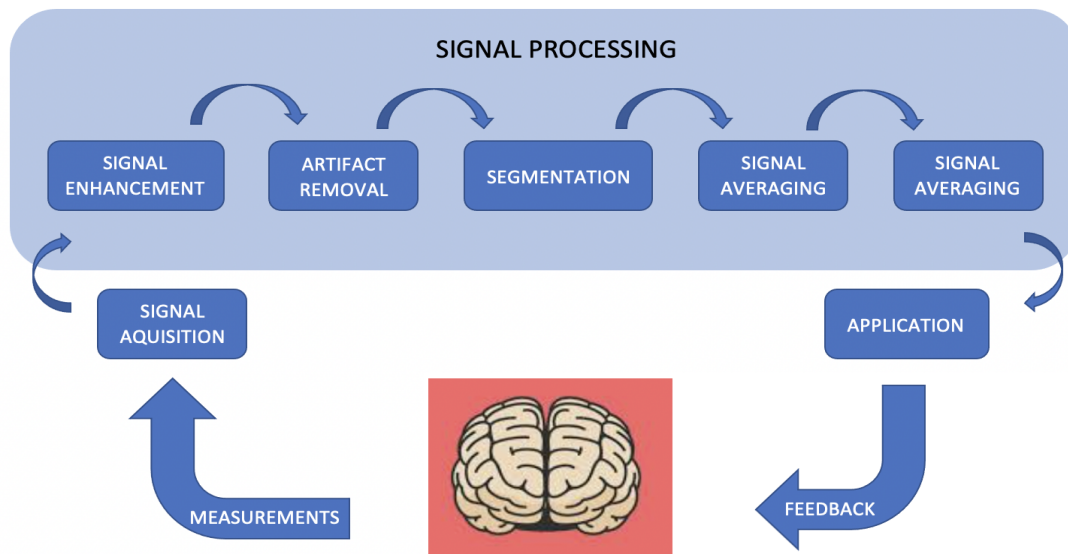 SIGNAL PROCESSING
SIGNAL
ENHANCEMENT
ARTIFACT
REMOVAL
SEGMENTATION
SIGNAL
AVERAGING
SIGNAL
AVERAGING
SIGNAL
AQUISITION
APPLICATION
MEASUREMENTS
FEEDBACK